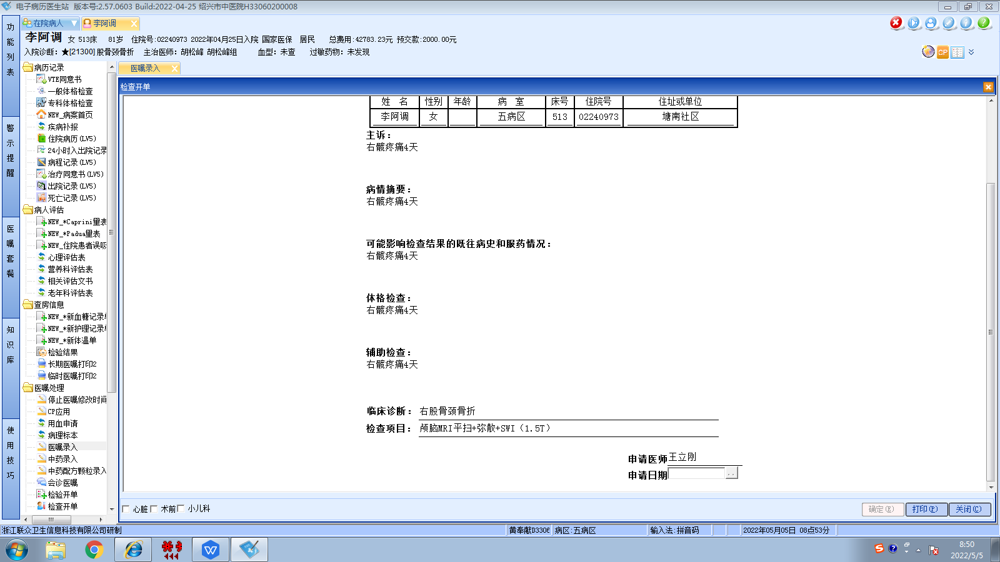 电子病历医生站 版本号:2.57.0603 Build:2022-04-25 绍兴市中医院H33060200008
在院病人
李阿调
李阿调 女 513床 81岁 住院号:02240973 2022年04月25日入院 国家医保 居民 总费用:42783.23元 预交款:2000.00元
入院诊断: ★[21300]股骨颈骨折 主治医师: 胡松峰 胡松峰组 血型: 未查 过敏药物: 未发现
CP
功能列表
警示提醒
医嘱套餐
知识库
使用技巧
病历记录
VTE同意书
一般体格检查
专科体格检查
NEW_病案首页
疾病补报
住院病历(LV5)
24小时入出院记录
病程记录(LV5)
治疗同意书(LV5)
出院记录(LV5)
死亡记录(LV5)
病人评估
NEW_*Caprini量表
NEW_*Padua量表
NEW_住院患者误吸
心理评估表
营养科评估表
相关评估文书
老年科评估表
查房信息
NEW_*新血糖记录单
NEW_*新护理记录单
NEW_*新体温单
检验结果
长期医嘱打印2
临时医嘱打印2
医嘱处理
停止医嘱修改时间
CP应用
用血申请
病理标本
医嘱录入
中药录入
中药配方颗粒录入
会诊医嘱
检验开单
检查开单
医嘱录入
检查开单
姓 名 性别 年龄 病 室 床号 住院号 住址或单位
李阿调 女 五病区 513 02240973 塘南社区
主诉:
右髋疼痛4天
病情摘要:
右髋疼痛4天
可能影响检查结果的既往病史和服药情况:
右髋疼痛4天
体格检查:
右髋疼痛4天
辅助检查:
右髋疼痛4天
临床诊断: 右股骨颈骨折
检查项目: 颅脑MRI平扫+弥散+SWI（1.5T）
申请医师 王立刚
申请日期 ..
心脏 术前 小儿科
确定(E) 打印(P) 关闭(C)
浙江联众卫生信息科技有限公司研制 黄奉献D3306 病区:五病区 输入法:拼音码 2022年05月05日 08点53分
8:50
2022/5/5